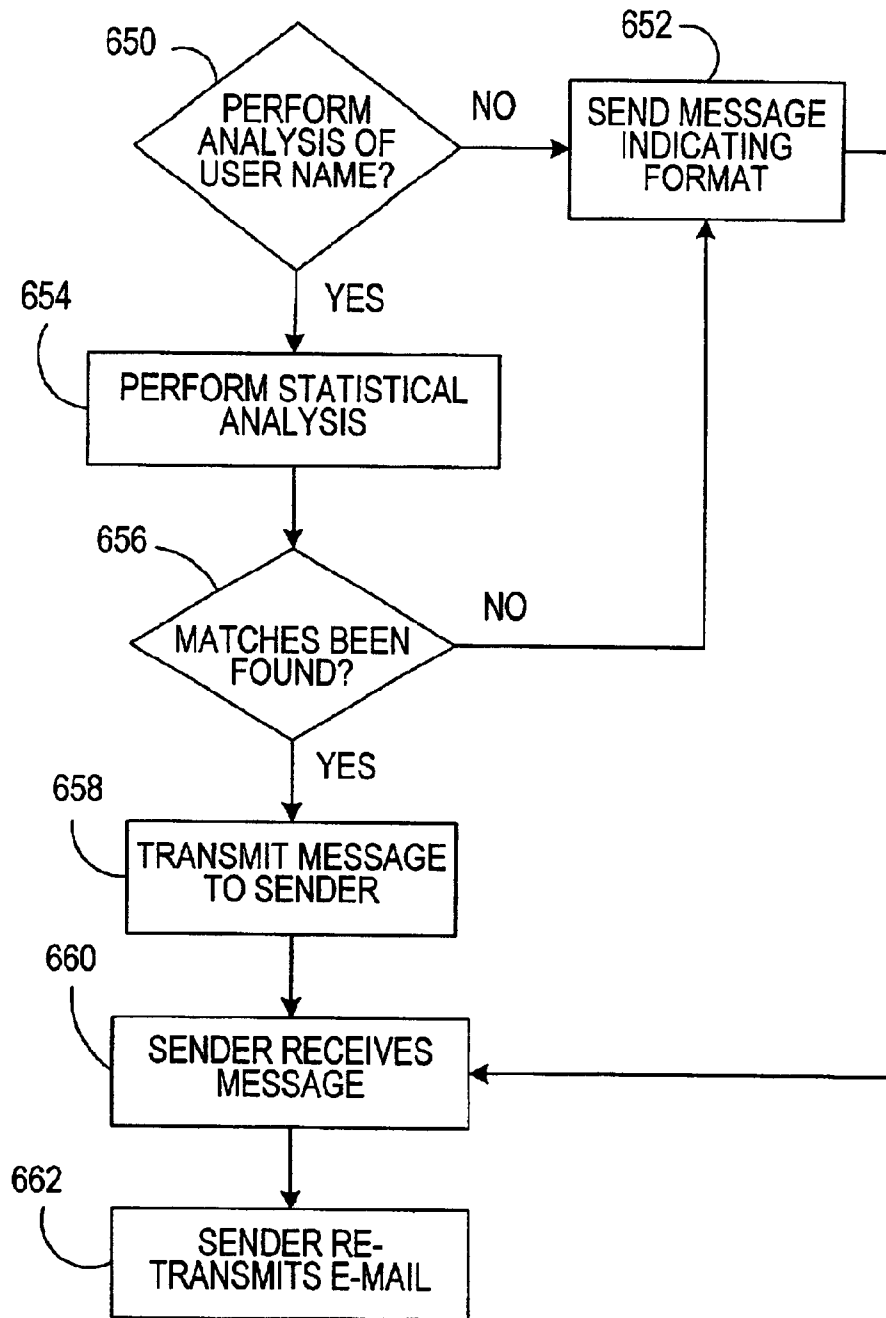 650
PERFORM
ANALYSIS OF
USER NAME?
NO
652
SEND MESSAGE
INDICATING
FORMAT
YES
654
PERFORM STATISTICAL
ANALYSIS
656
MATCHES BEEN
FOUND?
NO
YES
658
TRANSMIT MESSAGE
TO SENDER
660
SENDER RECEIVES
MESSAGE
662
SENDER RE-
TRANSMITS E-MAIL